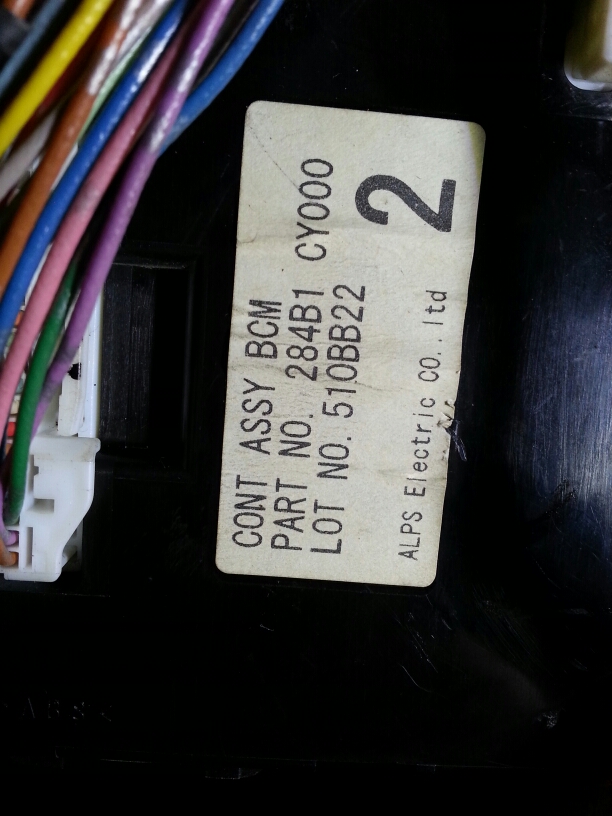 CONT ASSY BCM
PART NO. 284B1 CY000
LOT NO. 510BB22
2
ALPS Electric CO., ltd